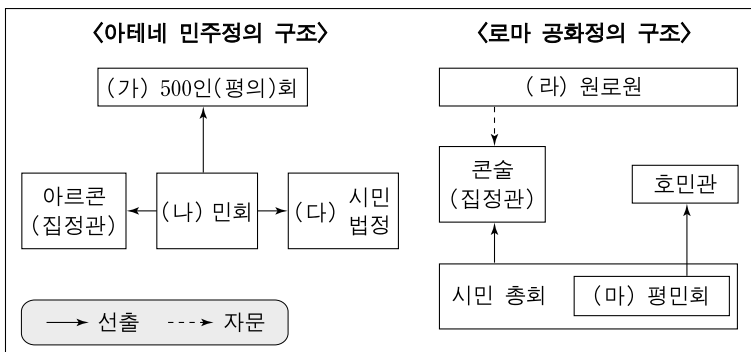 〈아테네 민주정의 구조〉
(가) 500인(평의)회
아르콘
(집정관)
(나) 민회
(다) 시민
법정
→ 선출 ⇢ 자문
〈로마 공화정의 구조〉
(라) 원로원
콘술
(집정관)
호민관
시민 총회
(마) 평민회